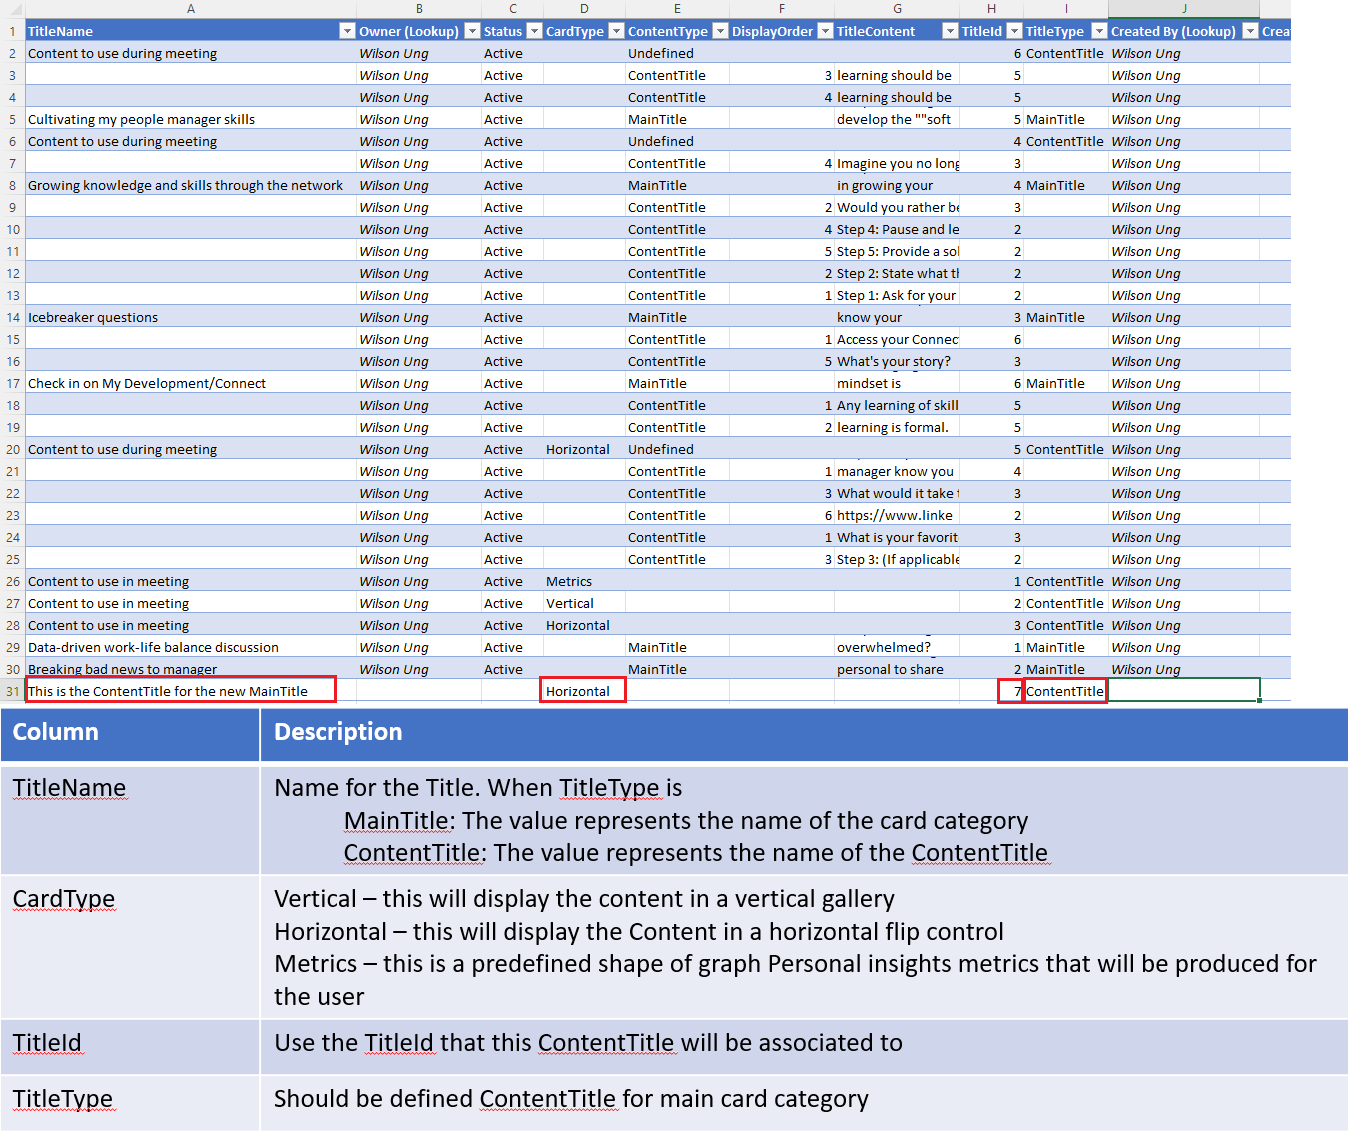 A B C D E F G H I J
1 TitleName Owner (Lookup) Status CardType ContentType DisplayOrder TitleContent TitleId TitleType Created By (Lookup) Crea
2 Content to use during meeting Wilson Ung Active Undefined 6 ContentTitle Wilson Ung
3 Wilson Ung Active ContentTitle 3 learning should be 5 Wilson Ung
4 Wilson Ung Active ContentTitle 4 learning should be 5 Wilson Ung
5 Cultivating my people manager skills Wilson Ung Active MainTitle develop the ""soft 5 MainTitle Wilson Ung
6 Content to use during meeting Wilson Ung Active Undefined 4 ContentTitle Wilson Ung
7 Wilson Ung Active ContentTitle 4 Imagine you no long 3 Wilson Ung
8 Growing knowledge and skills through the network Wilson Ung Active MainTitle in growing your 4 MainTitle Wilson Ung
9 Wilson Ung Active ContentTitle 2 Would you rather be 3 Wilson Ung
10 Wilson Ung Active ContentTitle 4 Step 4: Pause and le 2 Wilson Ung
11 Wilson Ung Active ContentTitle 5 Step 5: Provide a sol 2 Wilson Ung
12 Wilson Ung Active ContentTitle 2 Step 2: State what th 2 Wilson Ung
13 Wilson Ung Active ContentTitle 1 Step 1: Ask for your 2 Wilson Ung
14 Icebreaker questions Wilson Ung Active MainTitle know your 3 MainTitle Wilson Ung
15 Wilson Ung Active ContentTitle 1 Access your Connec 6 Wilson Ung
16 Wilson Ung Active ContentTitle 5 What's your story? 3 Wilson Ung
17 Check in on My Development/Connect Wilson Ung Active MainTitle mindset is 6 MainTitle Wilson Ung
18 Wilson Ung Active ContentTitle 1 Any learning of skill 5 Wilson Ung
19 Wilson Ung Active ContentTitle 2 learning is formal. 5 Wilson Ung
20 Content to use during meeting Wilson Ung Active Horizontal Undefined 5 ContentTitle Wilson Ung
21 Wilson Ung Active ContentTitle 1 manager know you 4 Wilson Ung
22 Wilson Ung Active ContentTitle 3 What would it take t 3 Wilson Ung
23 Wilson Ung Active ContentTitle 6 https://www.linke 2 Wilson Ung
24 Wilson Ung Active ContentTitle 1 What is your favorit 3 Wilson Ung
25 Wilson Ung Active ContentTitle 3 Step 3: (If applicable 2 Wilson Ung
26 Content to use in meeting Wilson Ung Active Metrics 1 ContentTitle Wilson Ung
27 Content to use in meeting Wilson Ung Active Vertical 2 ContentTitle Wilson Ung
28 Content to use in meeting Wilson Ung Active Horizontal 3 ContentTitle Wilson Ung
29 Data-driven work-life balance discussion Wilson Ung Active MainTitle overwhelmed? 1 MainTitle Wilson Ung
30 Breaking bad news to manager Wilson Ung Active MainTitle personal to share 2 MainTitle Wilson Ung
31 This is the ContentTitle for the new MainTitle Horizontal 7 ContentTitle
Column Description
TitleName Name for the Title. When TitleType is
MainTitle: The value represents the name of the card category
ContentTitle: The value represents the name of the ContentTitle
CardType Vertical – this will display the content in a vertical gallery
Horizontal – this will display the Content in a horizontal flip control
Metrics – this is a predefined shape of graph Personal insights metrics that will be produced for
the user
TitleId Use the TitleId that this ContentTitle will be associated to
TitleType Should be defined ContentTitle for main card category